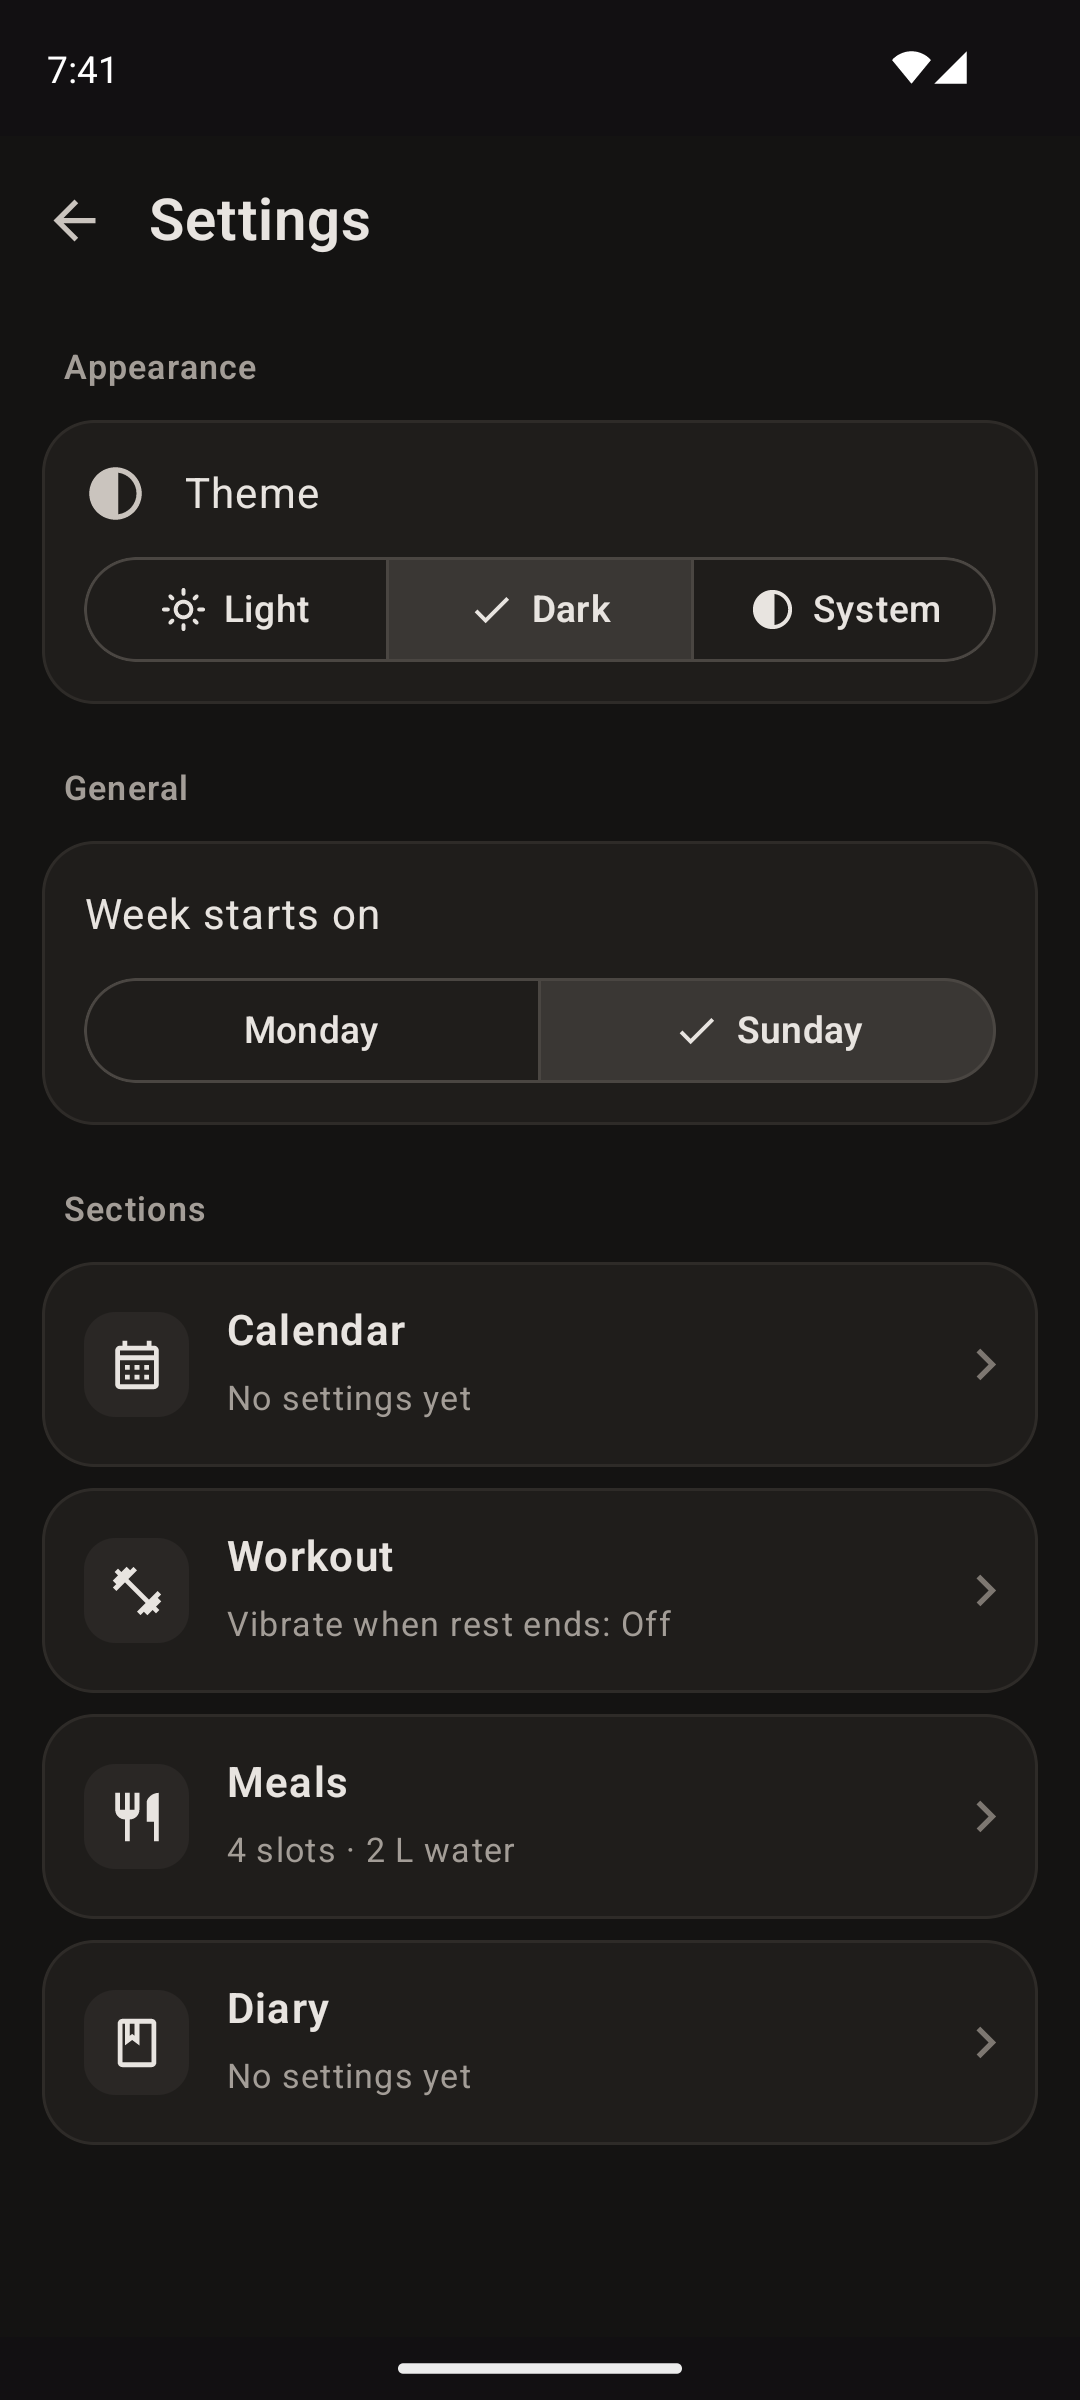 7:41
Settings
Appearance
Theme
Light
Dark
System
General
Week starts on
Monday
Sunday
Sections
Calendar
No settings yet
Workout
Vibrate when rest ends: Off
Meals
4 slots · 2 L water
Diary
No settings yet